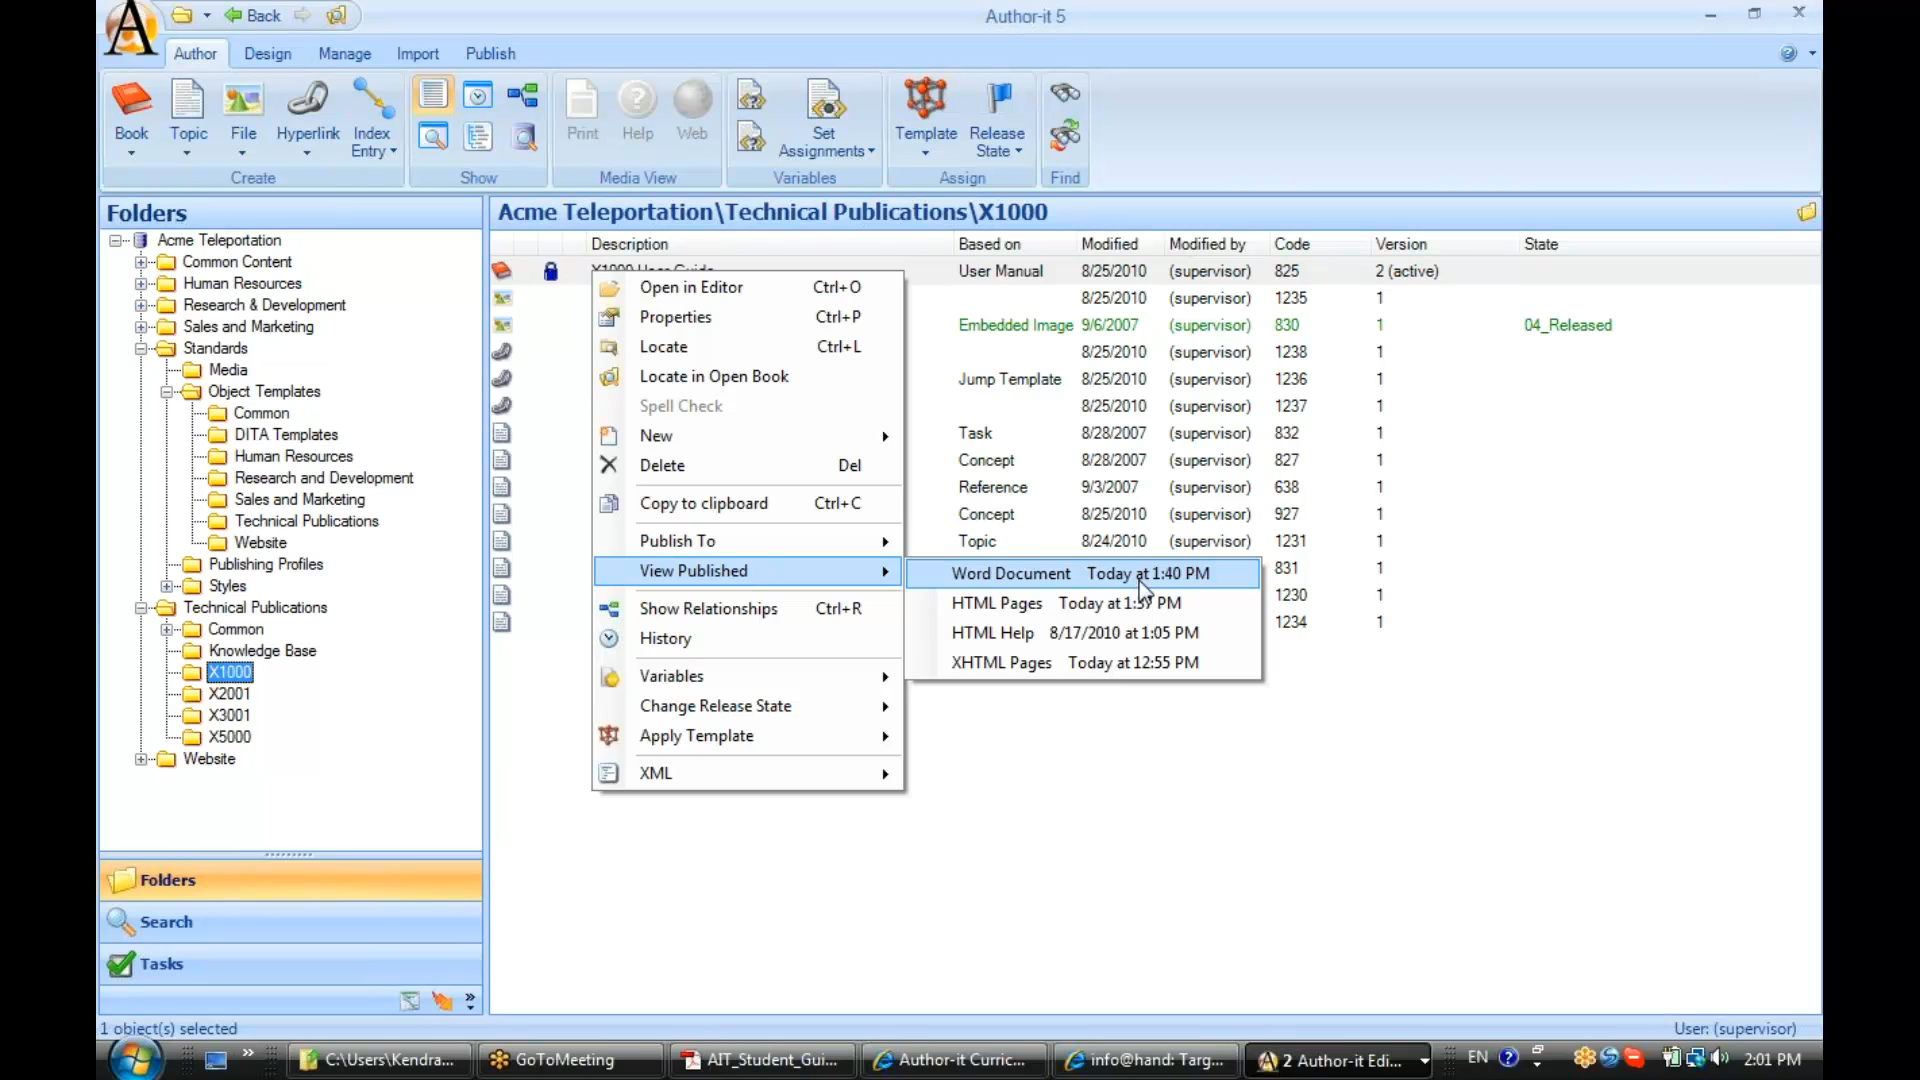 Back
Author-it 5
Author Design Manage Import Publish
Book
Topic
File
Hyperlink
Index
Entry
Create
Show
Print
Help
Web
Media View
Set
Assignments
Variables
Template
Release
State
Assign
Find
Folders
Acme Teleportation
Common Content
Human Resources
Research & Development
Sales and Marketing
Standards
Media
Object Templates
Common
DITA Templates
Human Resources
Research and Development
Sales and Marketing
Technical Publications
Website
Publishing Profiles
Styles
Technical Publications
Common
Knowledge Base
X1000
X2001
X3001
X5000
Website
Folders
Search
Tasks
Acme Teleportation\Technical Publications\X1000
Description Based on Modified Modified by Code Version State
X1000 User Guide User Manual 8/25/2010 (supervisor) 825 2 (active)
8/25/2010 (supervisor) 1235 1
Embedded Image 9/6/2007 (supervisor) 830 1 04_Released
8/25/2010 (supervisor) 1238 1
Jump Template 8/25/2010 (supervisor) 1236 1
8/25/2010 (supervisor) 1237 1
Task 8/28/2007 (supervisor) 832 1
Concept 8/28/2007 (supervisor) 827 1
Reference 9/3/2007 (supervisor) 638 1
Concept 8/25/2010 (supervisor) 927 1
Topic 8/24/2010 (supervisor) 1231 1
831 1
1230 1
1234 1
Open in Editor Ctrl+O
Properties Ctrl+P
Locate Ctrl+L
Locate in Open Book
Spell Check
New
Delete Del
Copy to clipboard Ctrl+C
Publish To
View Published
Show Relationships Ctrl+R
History
Variables
Change Release State
Apply Template
XML
Word Document Today at 1:40 PM
HTML Pages Today at PM
HTML Help 8/17/2010 at 1:05 PM
XHTML Pages Today at 12:55 PM
1 object(s) selected
User: (supervisor)
C:\Users\Kendra...
GoToMeeting
AIT_Student_Gui...
Author-it Curric...
info@hand: Targ...
2 Author-it Edi...
EN
2:01 PM